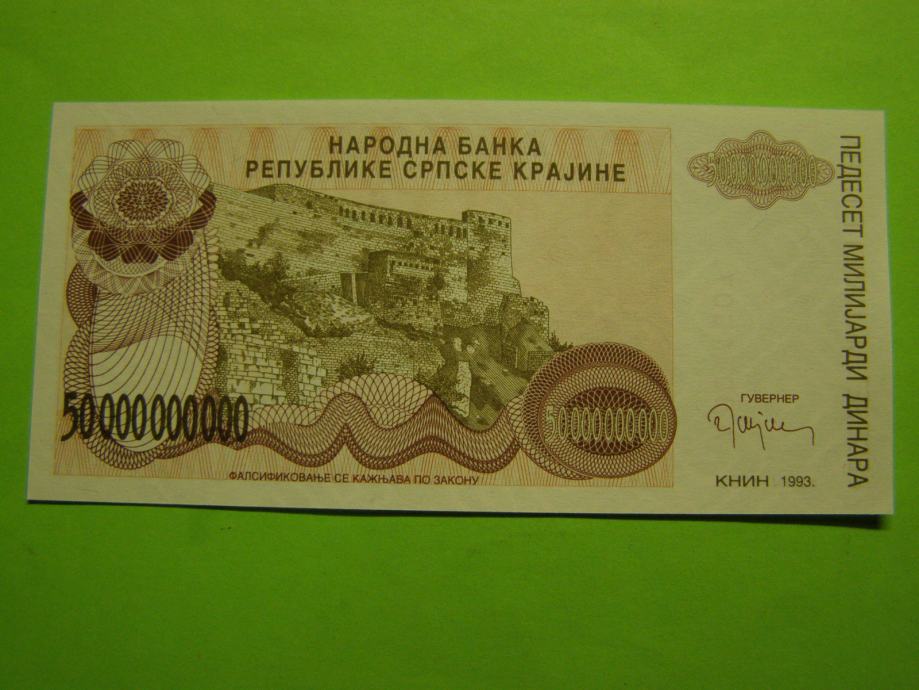 НАРОДНА БАНКА
РЕПУБЛИКЕ СРПСКЕ КРАЈИНЕ
50000000000
ПЕДЕСЕТ МИЛИЈАРДИ ДИНАРА
50000000000
50000000000
ГУВЕРНЕР
КНИН 1993.
ФАЛСИФИКОВАЊЕ СЕ КАЖЊАВА ПО ЗАКОНУ